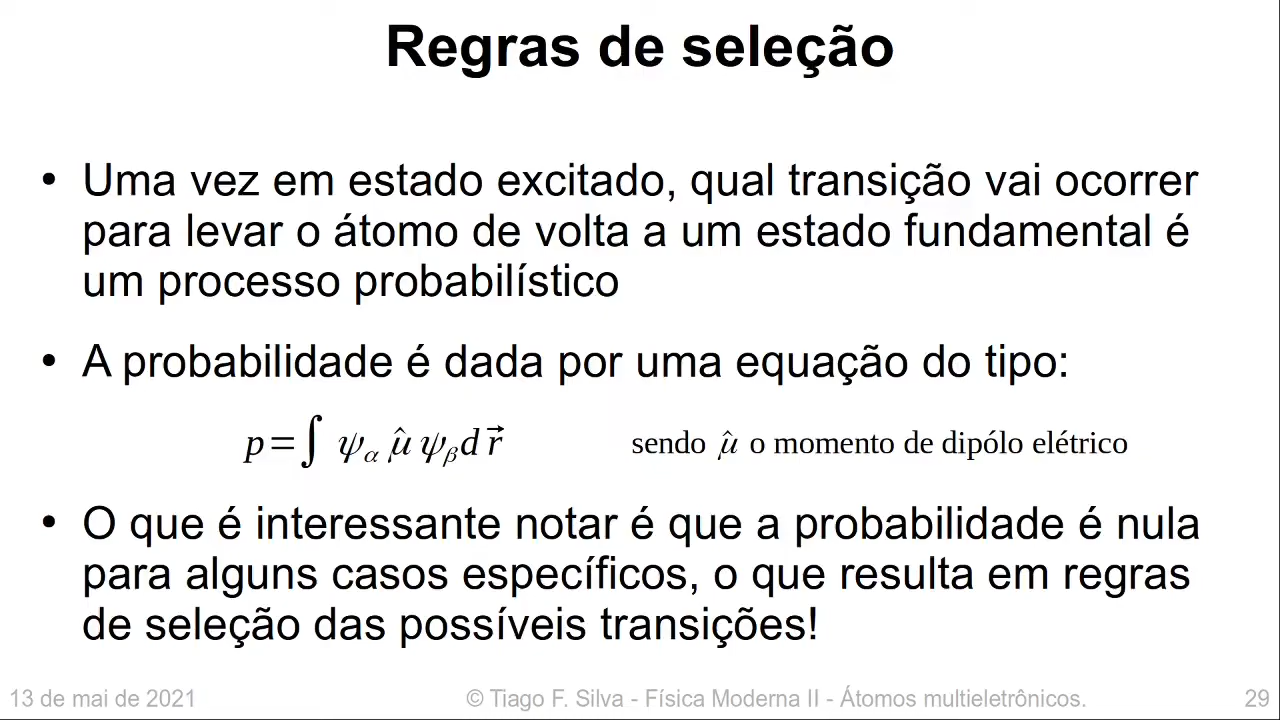 Regras de seleção
• Uma vez em estado excitado, qual transição vai ocorrer
para levar o átomo de volta a um estado fundamental é
um processo probabilístico
• A probabilidade é dada por uma equação do tipo:
p=∫ ψ_α μ̂ ψ_β d r⃗ sendo μ̂ o momento de dipólo elétrico
• O que é interessante notar é que a probabilidade é nula
para alguns casos específicos, o que resulta em regras
de seleção das possíveis transições!
13 de mai de 2021 © Tiago F. Silva - Física Moderna II - Átomos multieletrônicos. 29